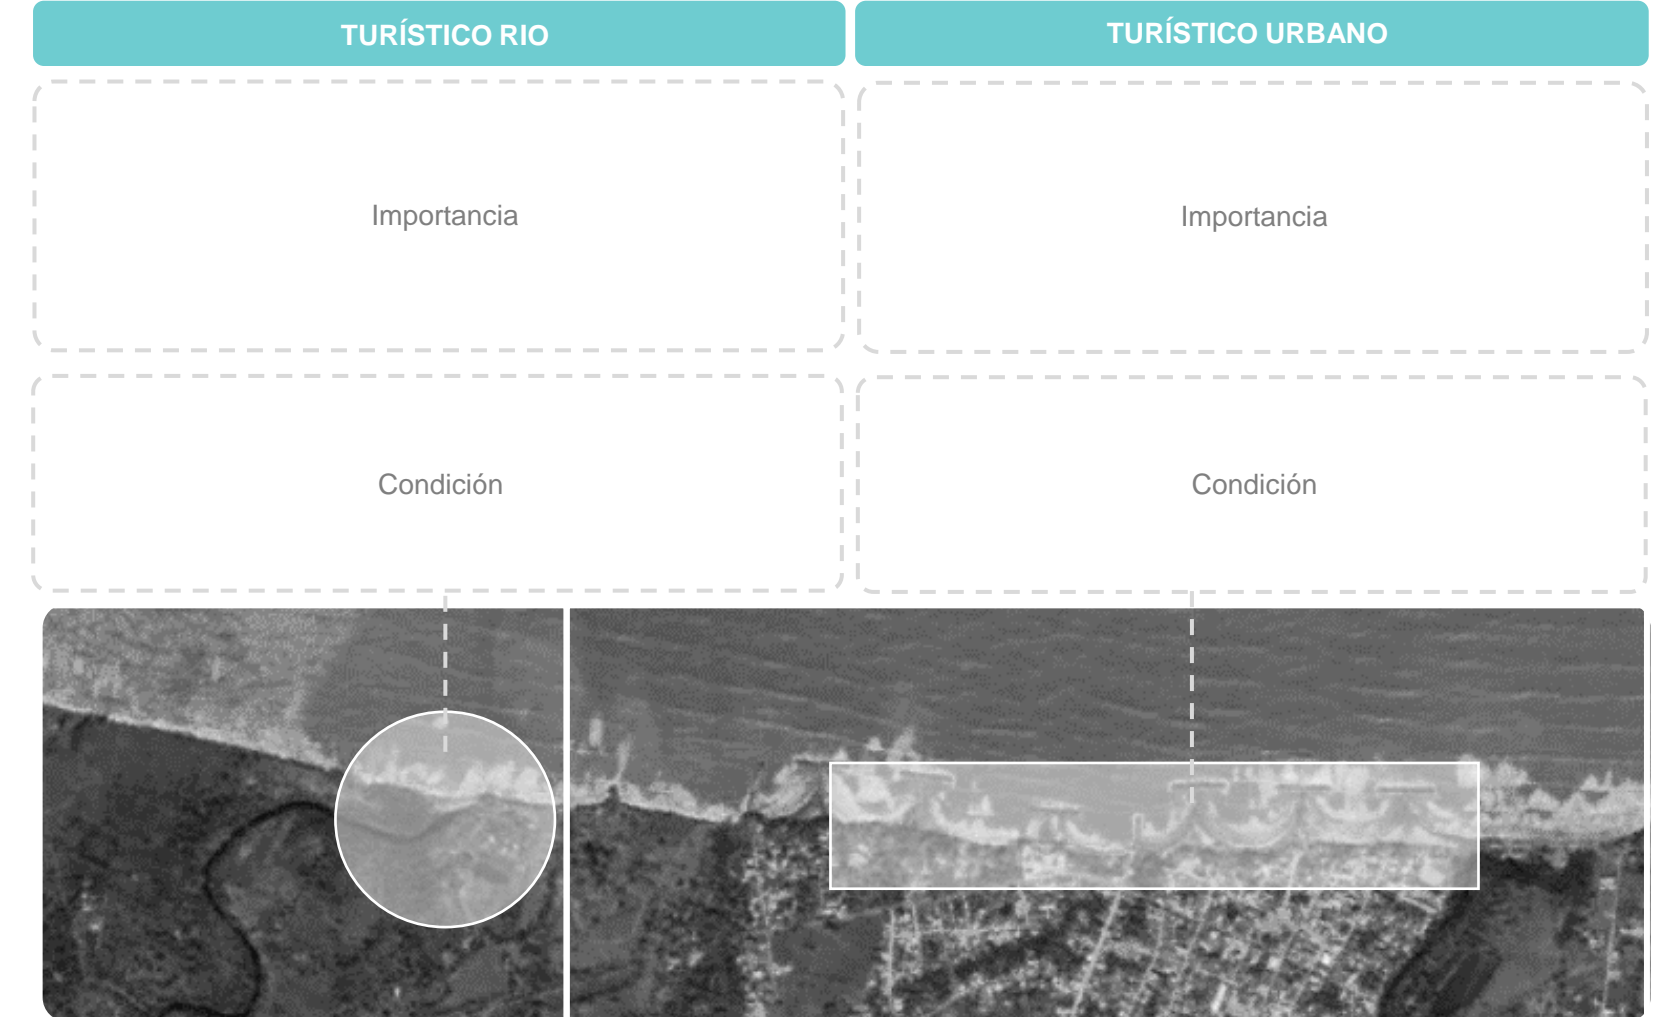 TURÍSTICO RIO
TURÍSTICO URBANO
Importancia
Importancia
Condición
Condición